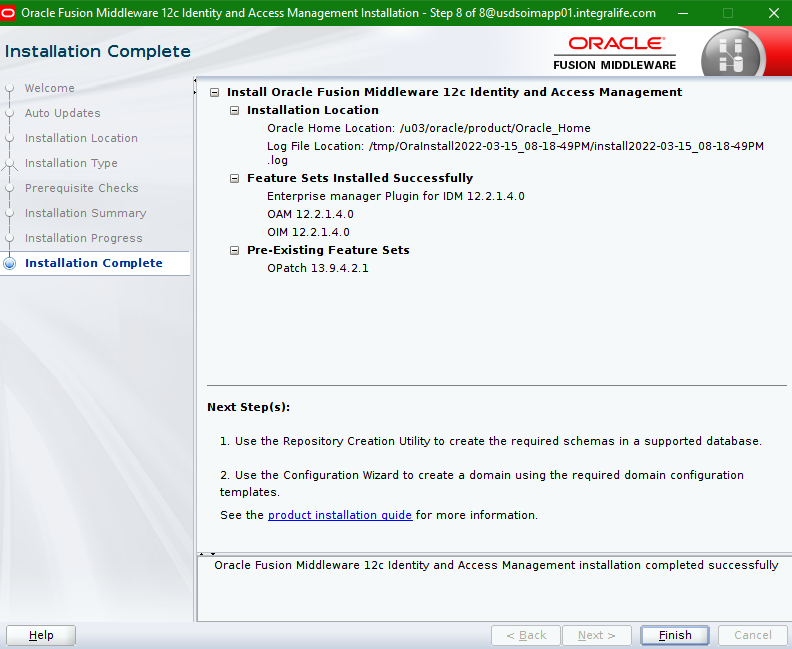 Oracle Fusion Middleware 12c Identity and Access Management Installation - Step 8 of 8@usdsoimapp01.integralife.com
Installation Complete
ORACLE
FUSION MIDDLEWARE
Welcome
Auto Updates
Installation Location
Installation Type
Prerequisite Checks
Installation Summary
Installation Progress
Installation Complete
Install Oracle Fusion Middleware 12c Identity and Access Management
Installation Location
Oracle Home Location: /u03/oracle/product/Oracle_Home
Log File Location: /tmp/OraInstall2022-03-15_08-18-49PM/install2022-03-15_08-18-49PM
.log
Feature Sets Installed Successfully
Enterprise manager Plugin for IDM 12.2.1.4.0
OAM 12.2.1.4.0
OIM 12.2.1.4.0
Pre-Existing Feature Sets
OPatch 13.9.4.2.1
Next Step(s):
1. Use the Repository Creation Utility to create the required schemas in a supported database.
2. Use the Configuration Wizard to create a domain using the required domain configuration
templates.
See the product installation guide for more information.
Oracle Fusion Middleware 12c Identity and Access Management installation completed successfully
Help
< Back
Next >
Finish
Cancel